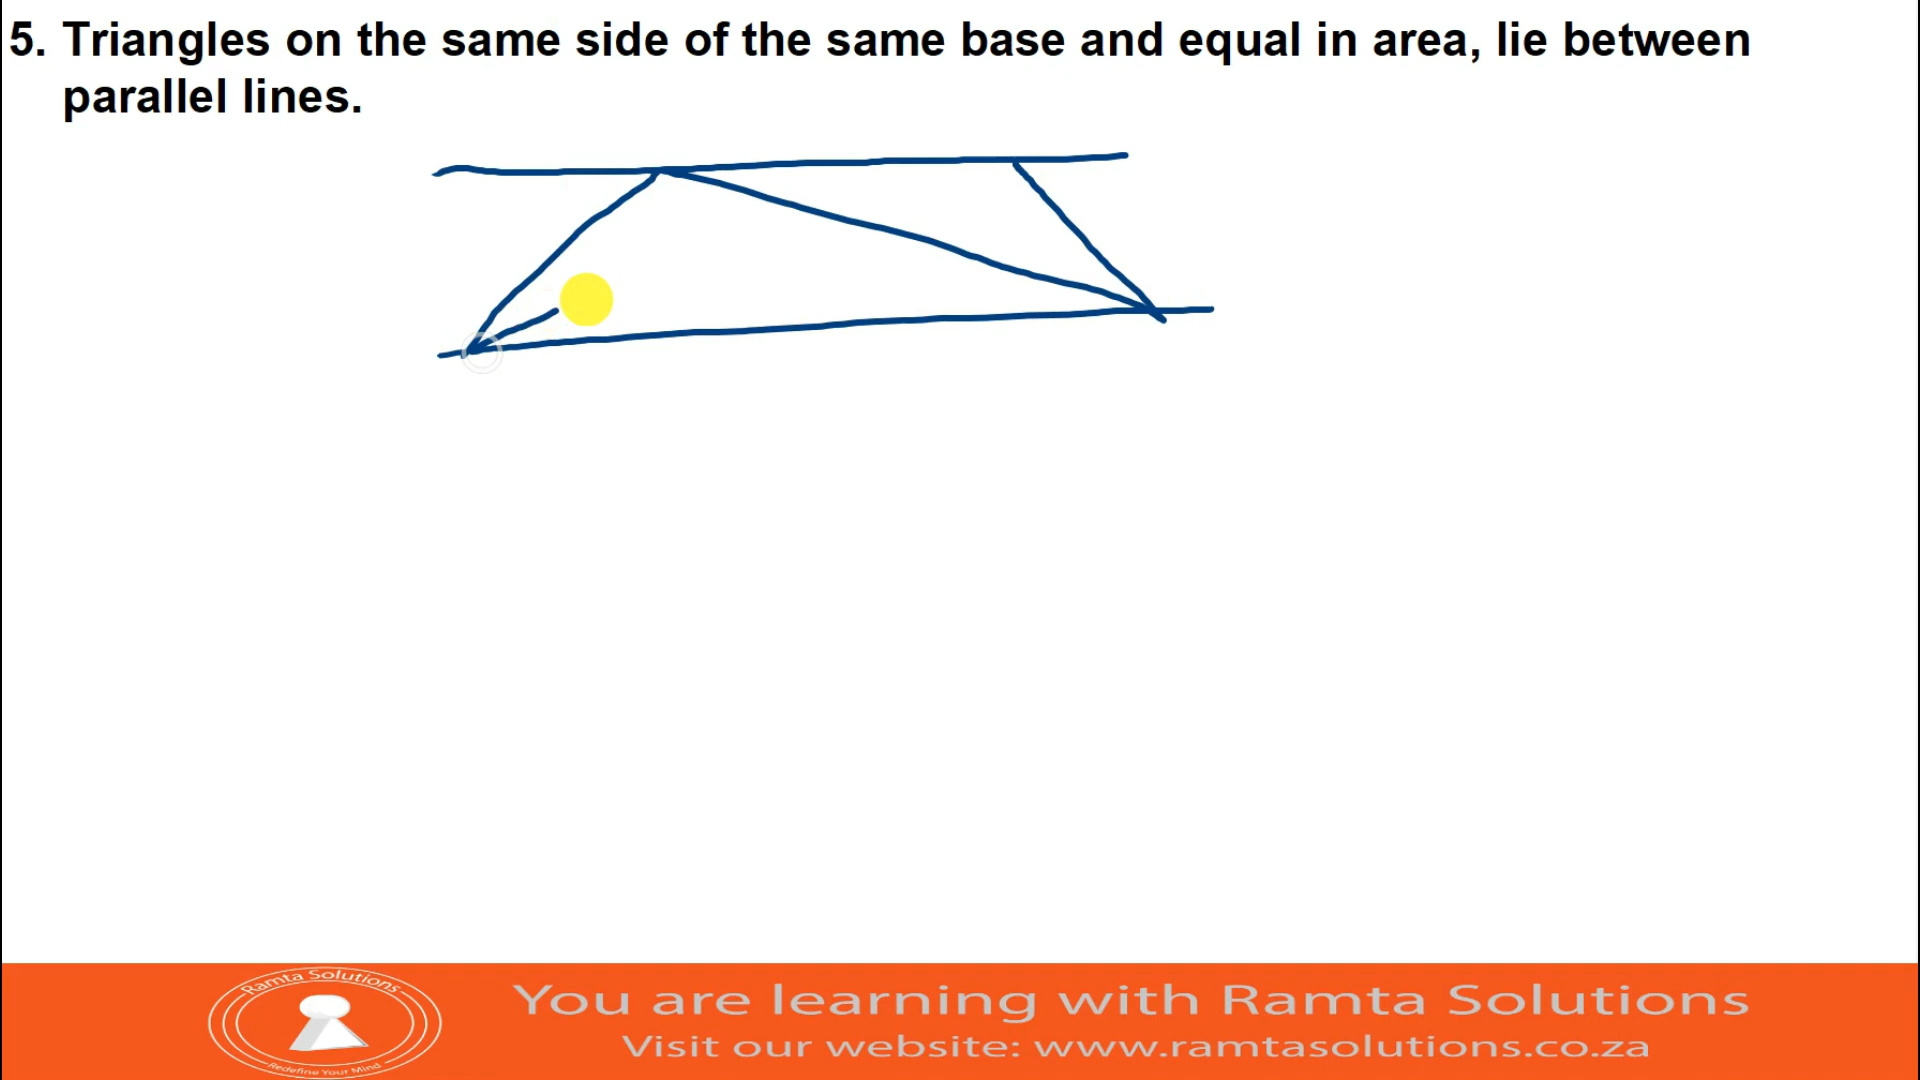 5. Triangles on the same side of the same base and equal in area, lie between
parallel lines.
Ramta Solutions
Redefine Your Mind
You are learning with Ramta Solutions
Visit our website: www.ramtasolutions.co.za